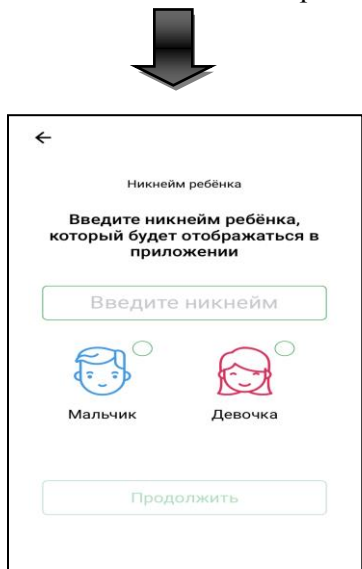 Никнейм ребёнка
Введите никнейм ребёнка,
который будет отображаться в
приложении
Введите никнейм
Мальчик Девочка
Продолжить